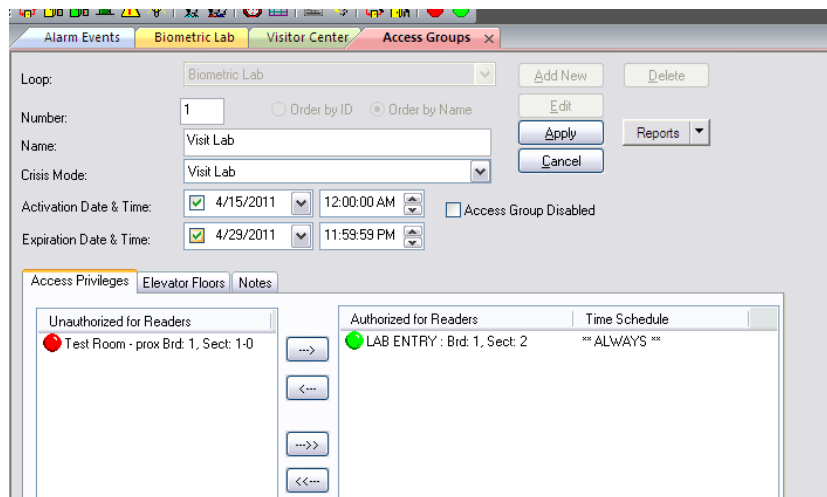 Alarm Events Biometric Lab Visitor Center Access Groups ×
Loop: Biometric Lab Add New Delete
Number: 1 Order by ID Order by Name Edit
Name: Visit Lab Apply Reports
Crisis Mode: Visit Lab Cancel
Activation Date & Time: 4/15/2011 12:00:00 AM Access Group Disabled
Expiration Date & Time: 4/29/2011 11:59:59 PM
Access Privileges Elevator Floors Notes
Unauthorized for Readers Authorized for Readers Time Schedule
Test Room - prox Brd: 1, Sect: 1-0 ---> LAB ENTRY : Brd: 1, Sect: 2 ** ALWAYS **
<---
--->>
<<---